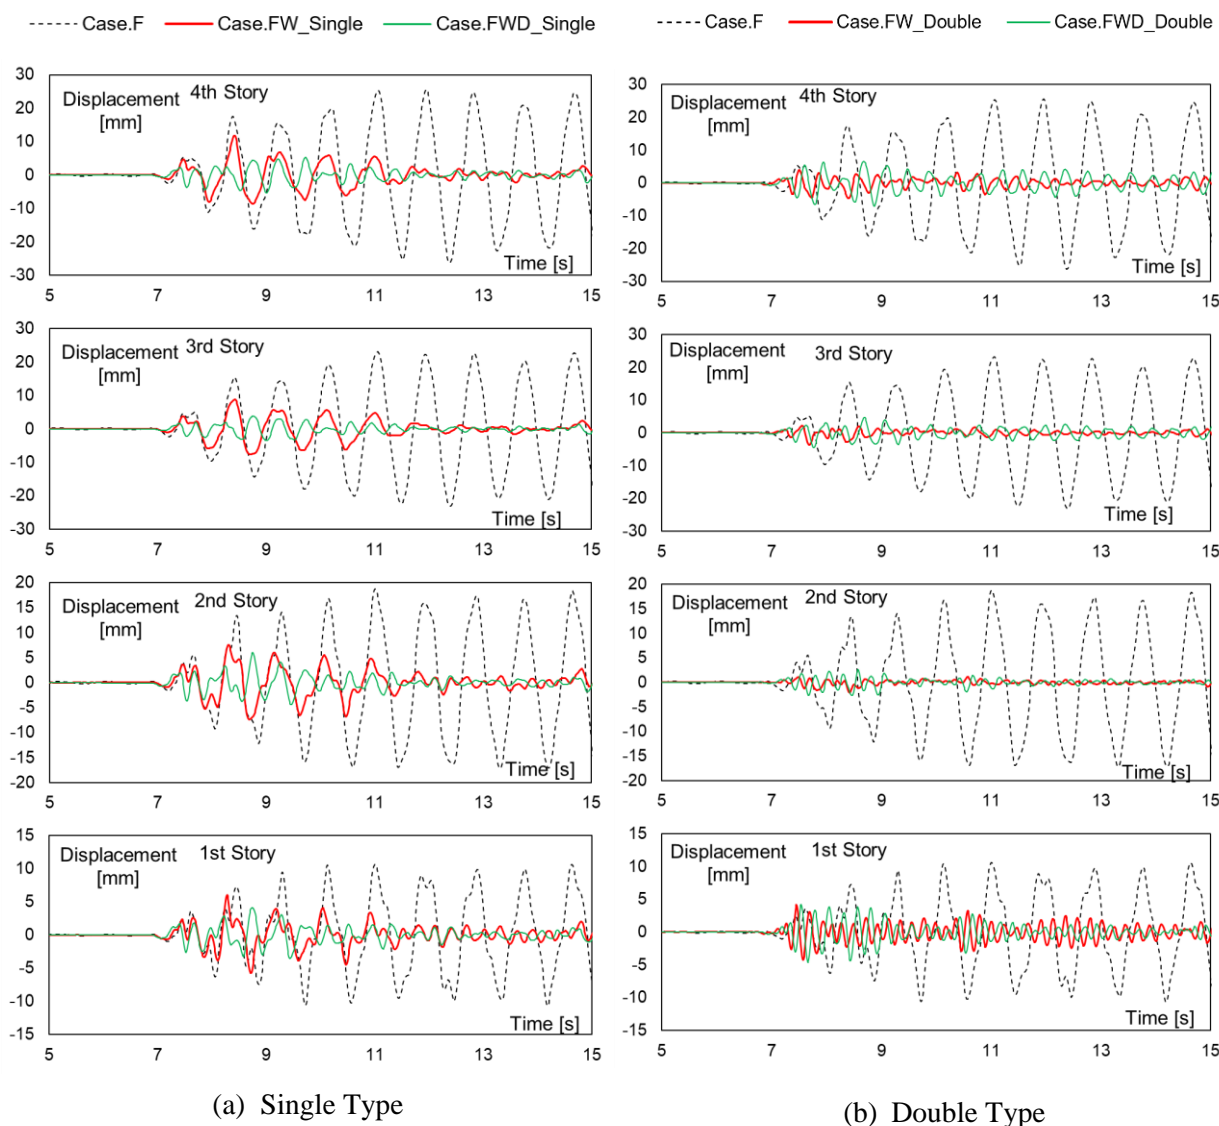 Case.F Case.FW_Single Case.FWD_Single
30
20
10
0
-10
-20
-30
Displacement
[mm]
4th Story
Time [s]
5 7 9 11 13 15
30
20
10
0
-10
-20
-30
Displacement
[mm]
3rd Story
Time [s]
5 7 9 11 13 15
20
15
10
5
0
-5
-10
-15
-20
Displacement
[mm]
2nd Story
Time [s]
5 7 9 11 13 15
15
10
5
0
-5
-10
-15
Displacement
[mm]
1st Story
Time [s]
5 7 9 11 13 15
(a) Single Type
Case.F Case.FW_Double Case.FWD_Double
30
20
10
0
-10
-20
-30
Displacement
[mm]
4th Story
Time [s]
5 7 9 11 13 15
30
20
10
0
-10
-20
-30
Displacement
[mm]
3rd Story
Time [s]
5 7 9 11 13 15
20
15
10
5
0
-5
-10
-15
-20
Displacement
[mm]
2nd Story
Time [s]
5 7 9 11 13 15
15
10
5
0
-5
-10
-15
Displacement
[mm]
1st Story
Time [s]
5 7 9 11 13 15
(b) Double Type